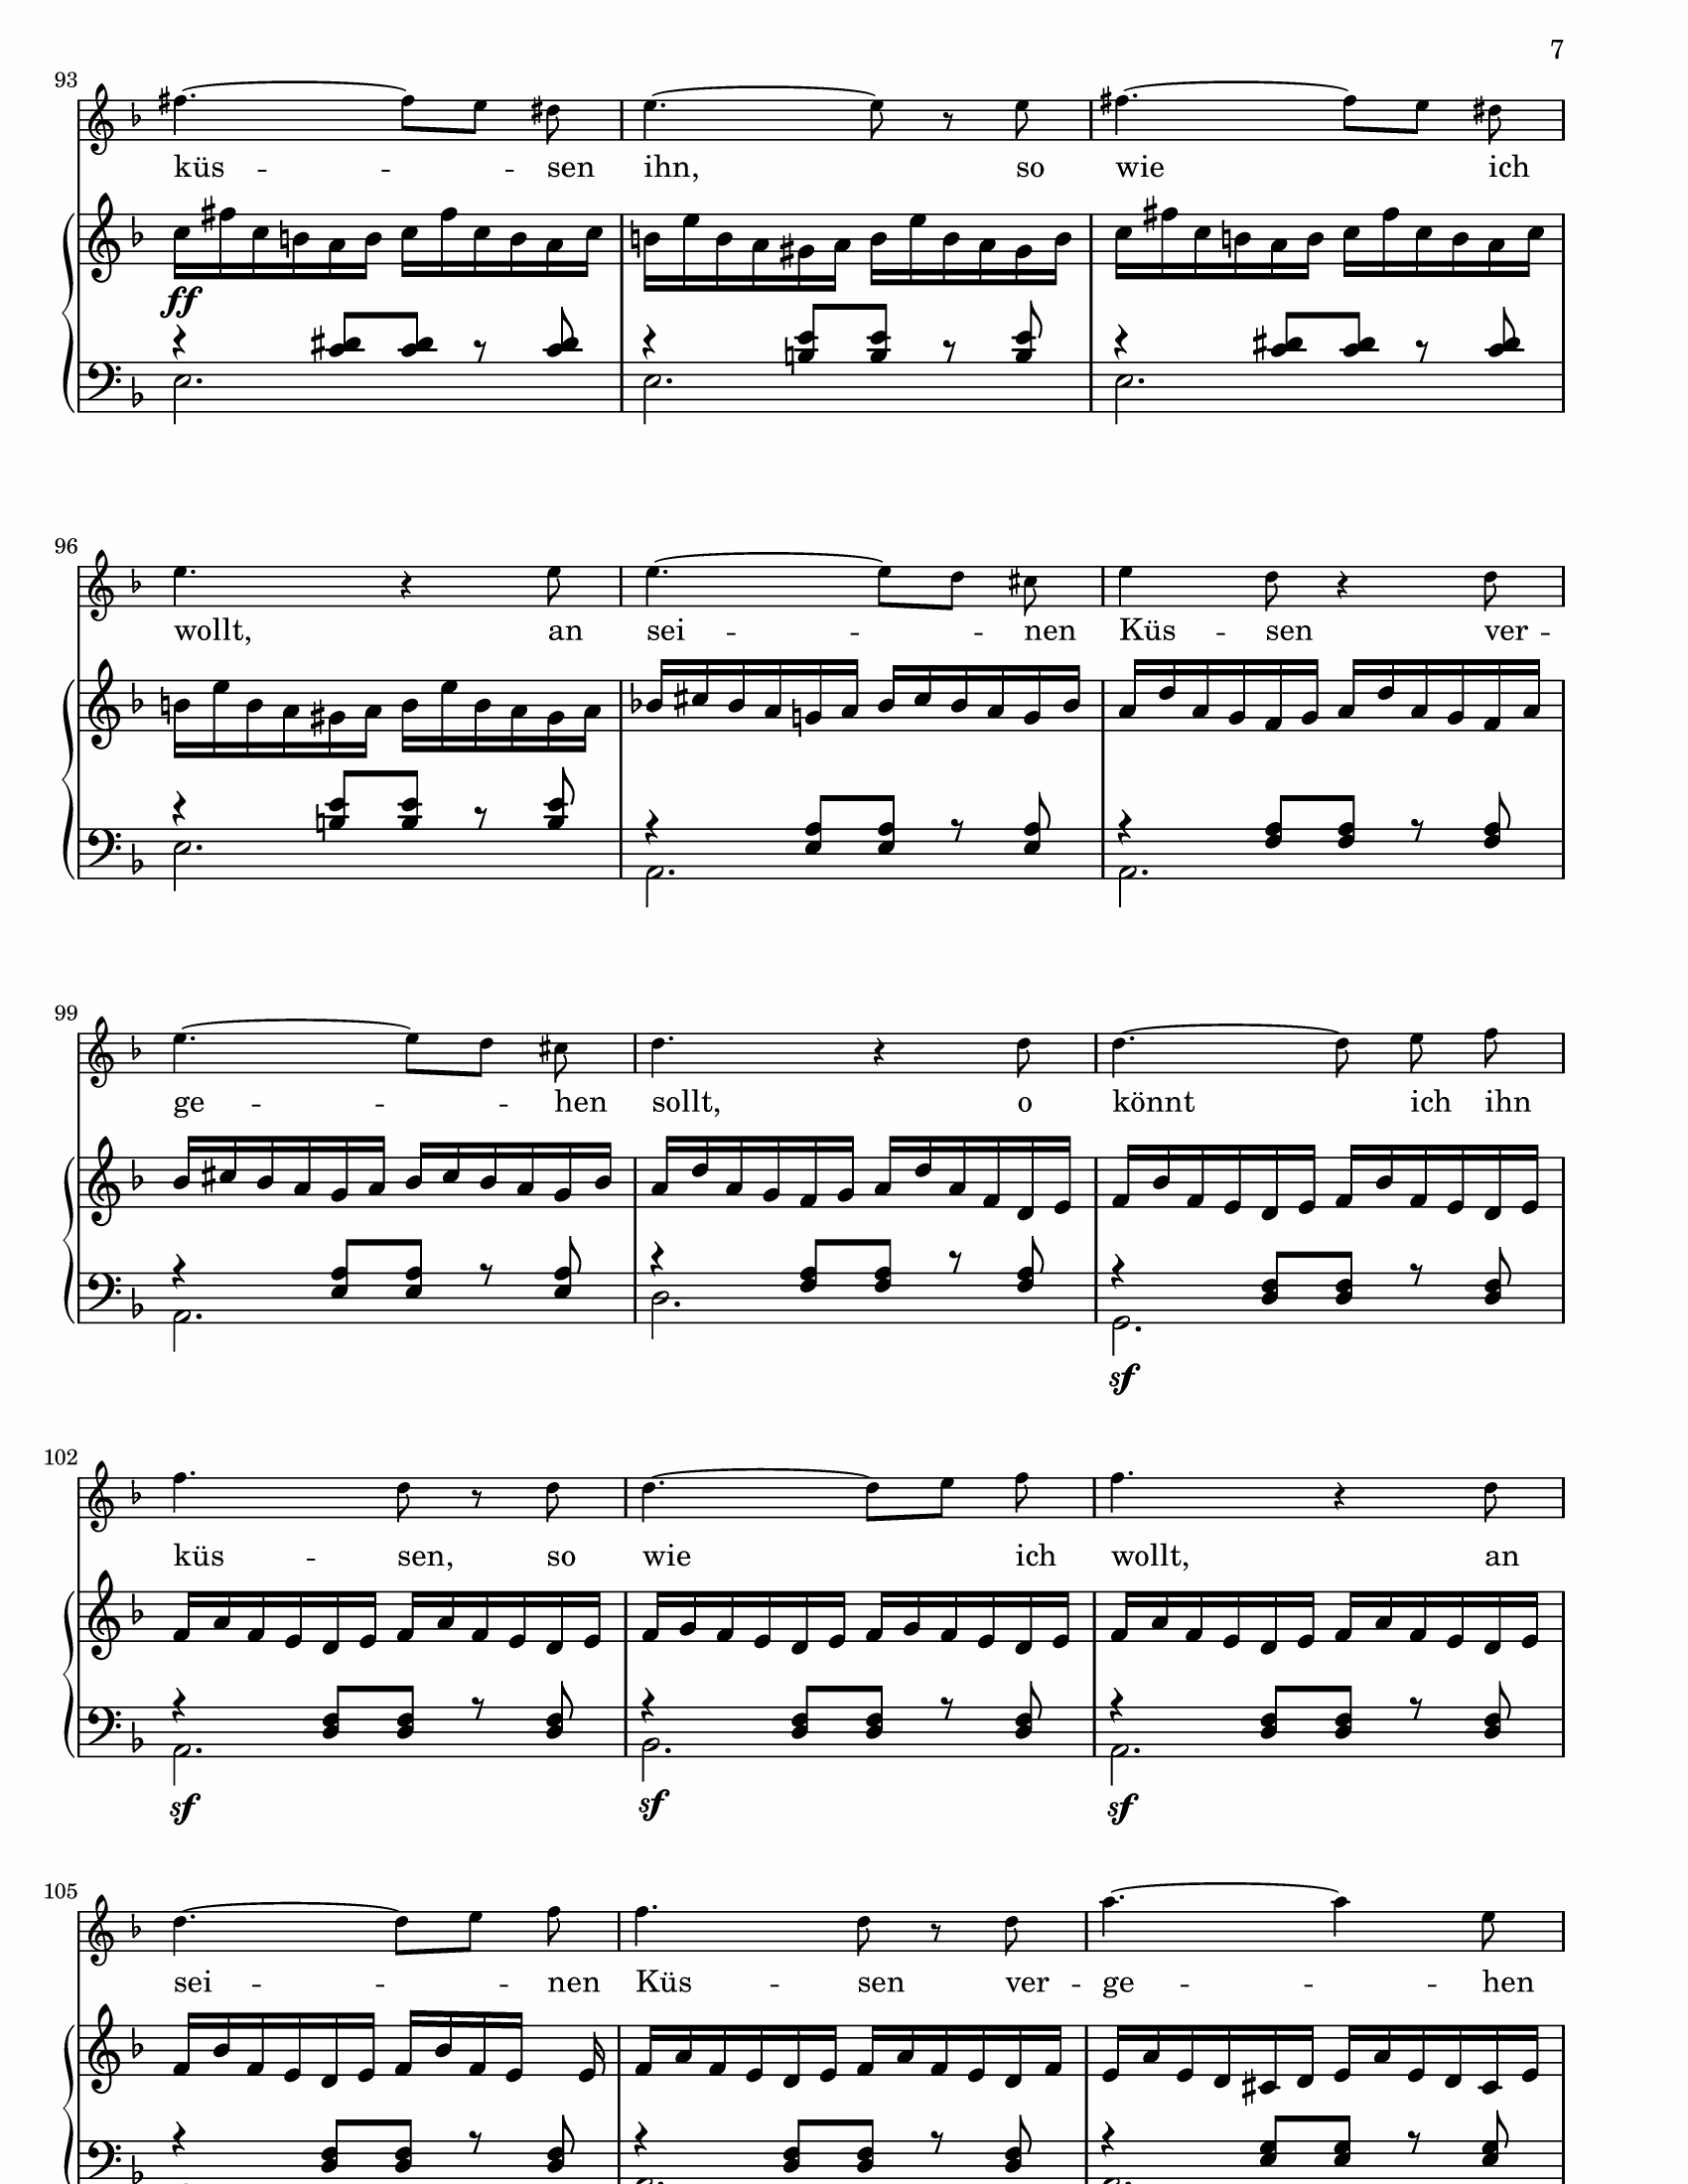 7
93
küs -- -- sen ihn, so wie ich
ff
96
wollt, an sei -- -- nen Küs -- sen ver --
99
ge -- -- hen sollt, o könnt ich ihn
sf
102
küs -- sen, so wie ich wollt, an
sf sf sf
105
sei -- -- nen Küs -- sen ver -- ge -- -- hen